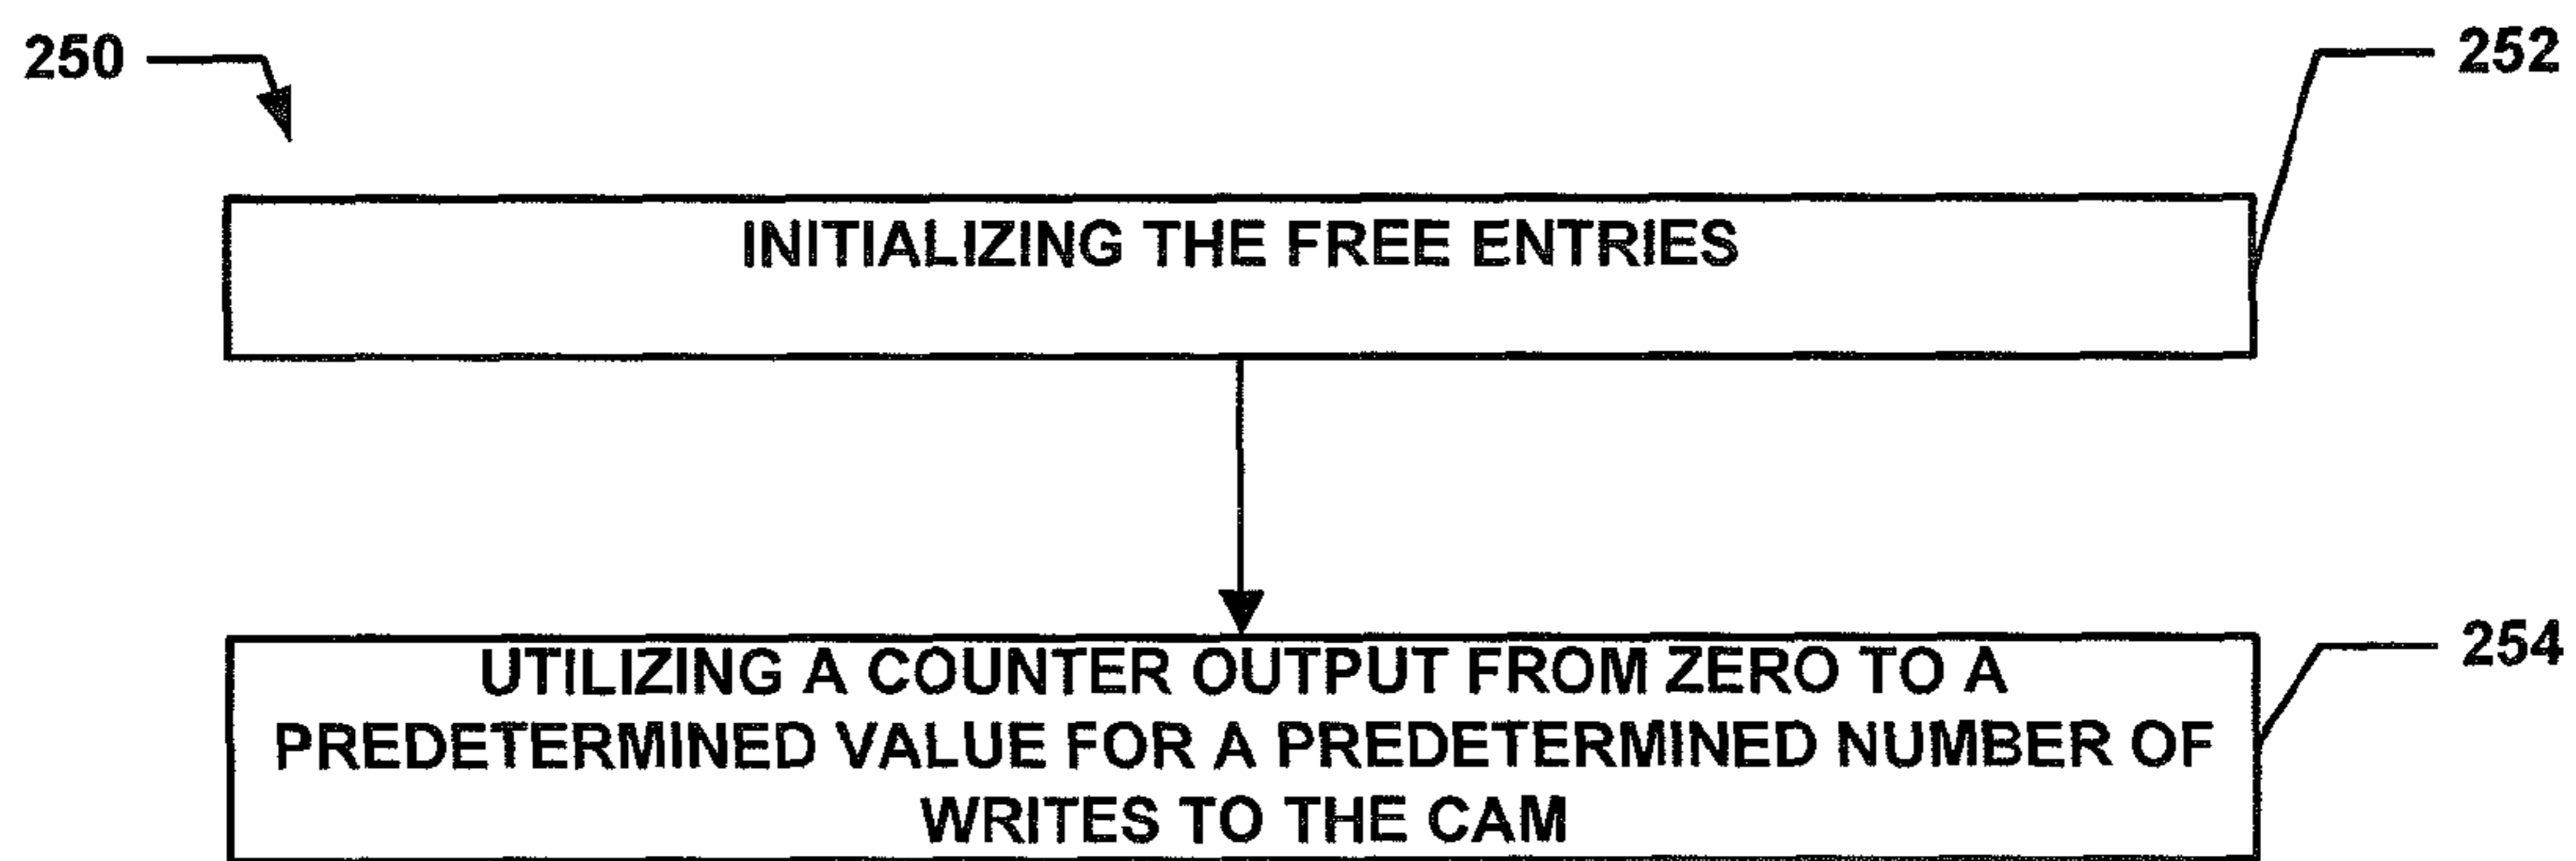 250
252
INITIALIZING THE FREE ENTRIES
254
UTILIZING A COUNTER OUTPUT FROM ZERO TO A
PREDETERMINED VALUE FOR A PREDETERMINED NUMBER OF
WRITES TO THE CAM